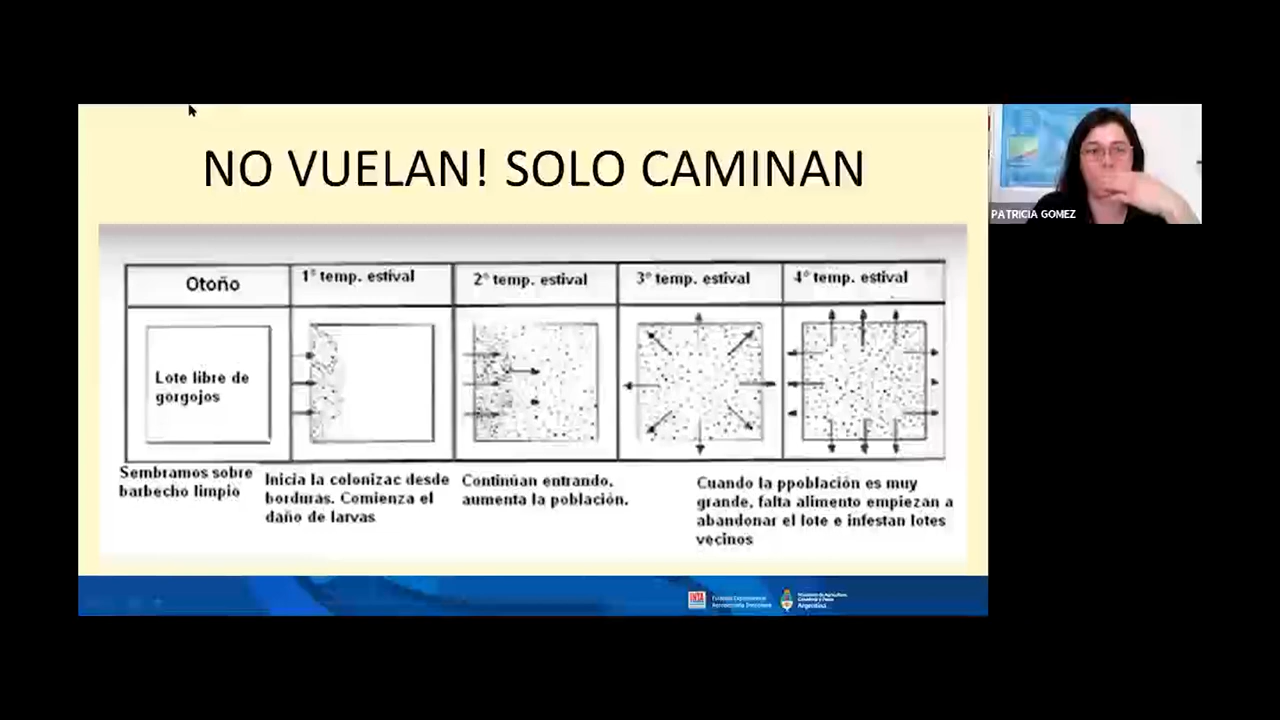 NO VUELAN! SOLO CAMINAN
Otoño
1° temp. estival
2° temp. estival
3° temp. estival
4° temp. estival
Lote libre de
gorgojos
Sembramos sobre
barbecho limpio
Inicia la colonizac desde
borduras. Comienza el
daño de larvas
Continúan entrando,
aumenta la población.
Cuando la ppoblación es muy
grande, falta alimento empiezan a
abandonar el lote e infestan lotes
vecinos
PATRICIA GOMEZ
INTA
Argentina